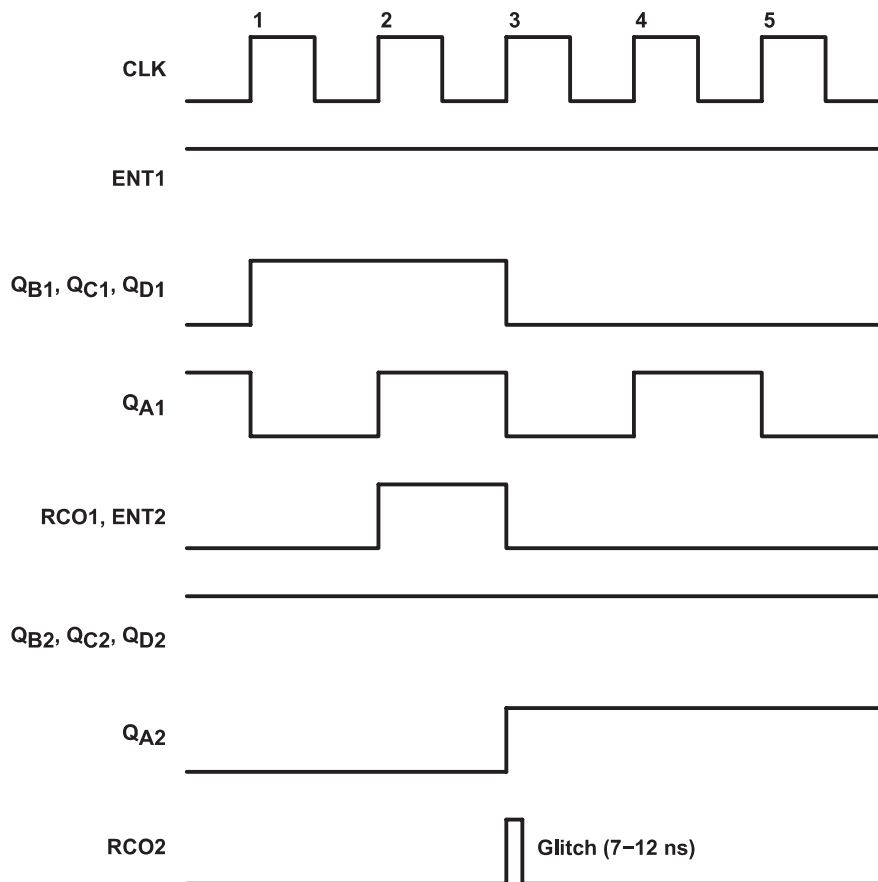 1 2 3 4 5
CLK
ENT1
QB1, QC1, QD1
QA1
RCO1, ENT2
QB2, QC2, QD2
QA2
RCO2
Glitch (7–12 ns)